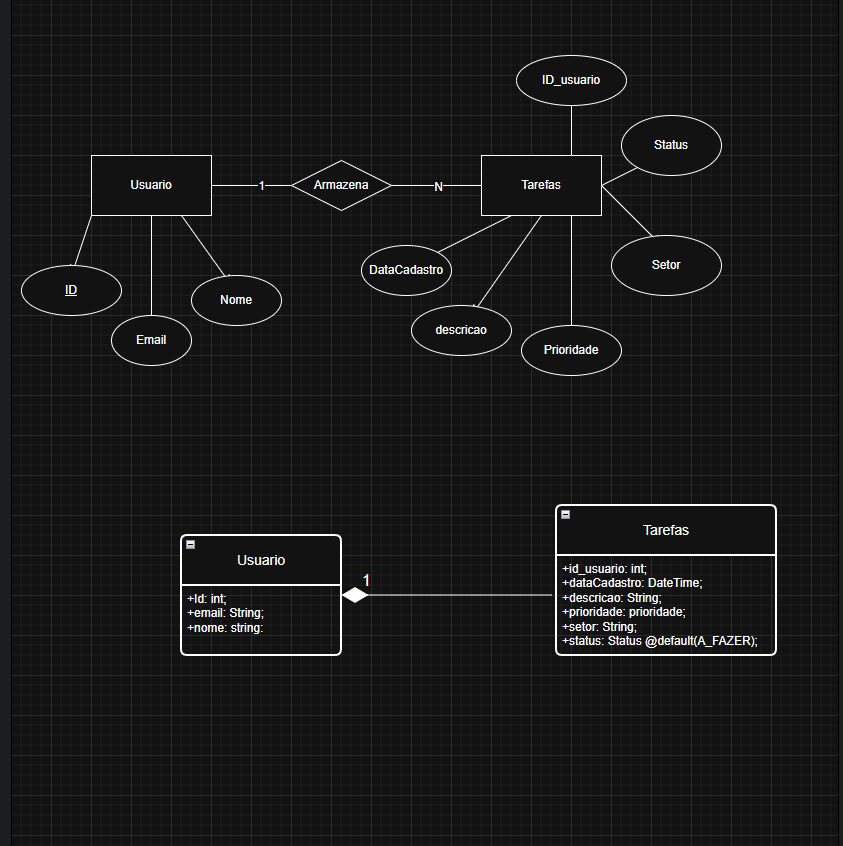 ID_usuario
Status
Usuario
1
Armazena
N
Tarefas
Setor
DataCadastro
ID
Nome
descricao
Email
Prioridade
Tarefas
Usuario
1
+id_usuario: int;
+dataCadastro: DateTime;
+descricao: String;
+prioridade: prioridade;
+setor: String;
+status: Status @default(A_FAZER);
+Id: int;
+email: String;
+nome: string: